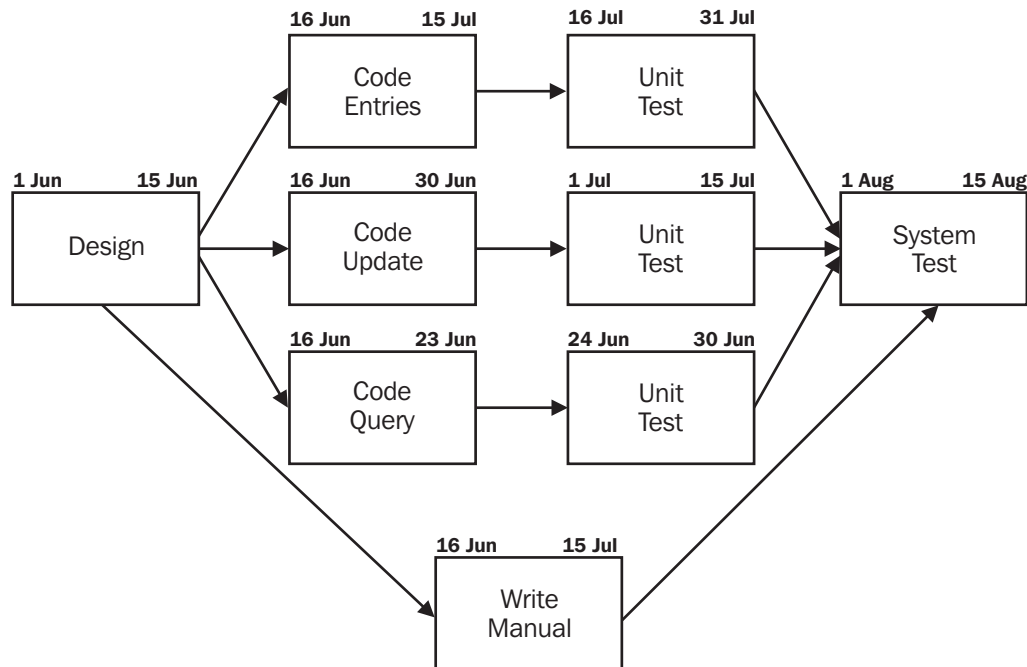 16 Jun 15 Jul
Code
Entries
16 Jul 31 Jul
Unit
Test
1 Jun 15 Jun
Design
16 Jun 30 Jun
Code
Update
1 Jul 15 Jul
Unit
Test
1 Aug 15 Aug
System
Test
16 Jun 23 Jun
Code
Query
24 Jun 30 Jun
Unit
Test
16 Jun 15 Jul
Write
Manual